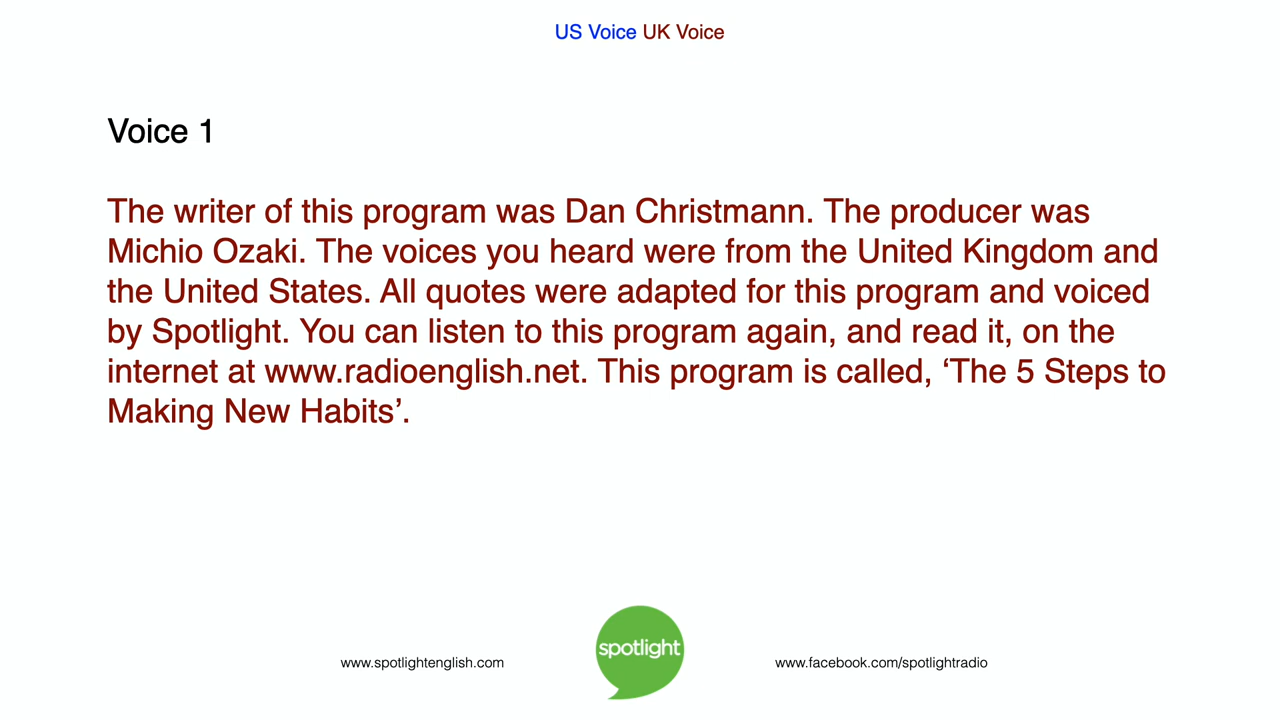 US Voice UK Voice
Voice 1
The writer of this program was Dan Christmann. The producer was
Michio Ozaki. The voices you heard were from the United Kingdom and
the United States. All quotes were adapted for this program and voiced
by Spotlight. You can listen to this program again, and read it, on the
internet at www.radioenglish.net. This program is called, ‘The 5 Steps to
Making New Habits’.
www.spotlightenglish.com
spotlight
www.facebook.com/spotlightradio